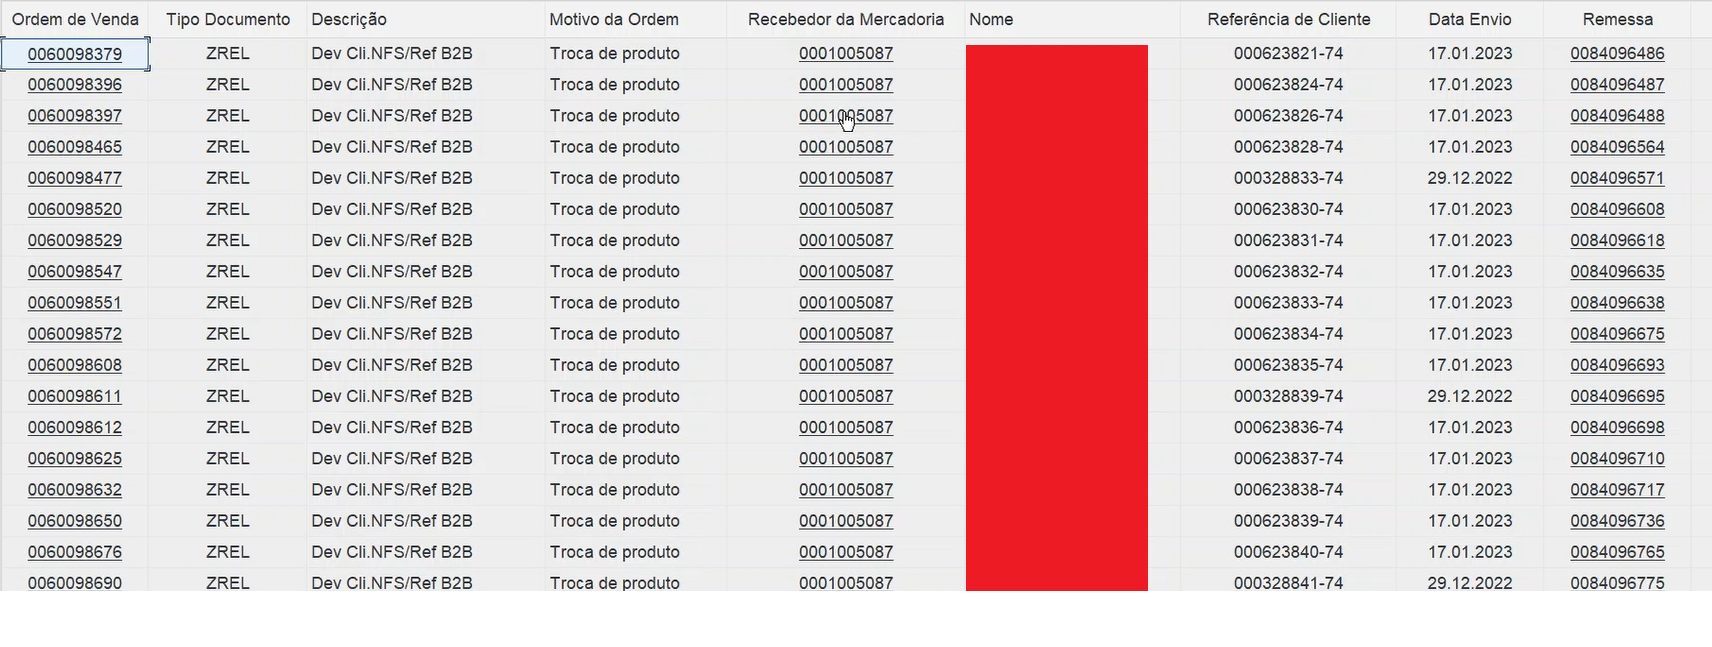 Ordem de Venda Tipo Documento Descrição Motivo da Ordem Recebedor da Mercadoria Nome Referência de Cliente Data Envio Remessa
0060098379 ZREL Dev Cli.NFS/Ref B2B Troca de produto 0001005087 000623821-74 17.01.2023 0084096486
0060098396 ZREL Dev Cli.NFS/Ref B2B Troca de produto 0001005087 000623824-74 17.01.2023 0084096487
0060098397 ZREL Dev Cli.NFS/Ref B2B Troca de produto 0001005087 000623826-74 17.01.2023 0084096488
0060098465 ZREL Dev Cli.NFS/Ref B2B Troca de produto 0001005087 000623828-74 17.01.2023 0084096564
0060098477 ZREL Dev Cli.NFS/Ref B2B Troca de produto 0001005087 000328833-74 29.12.2022 0084096571
0060098520 ZREL Dev Cli.NFS/Ref B2B Troca de produto 0001005087 000623830-74 17.01.2023 0084096608
0060098529 ZREL Dev Cli.NFS/Ref B2B Troca de produto 0001005087 000623831-74 17.01.2023 0084096618
0060098547 ZREL Dev Cli.NFS/Ref B2B Troca de produto 0001005087 000623832-74 17.01.2023 0084096635
0060098551 ZREL Dev Cli.NFS/Ref B2B Troca de produto 0001005087 000623833-74 17.01.2023 0084096638
0060098572 ZREL Dev Cli.NFS/Ref B2B Troca de produto 0001005087 000623834-74 17.01.2023 0084096675
0060098608 ZREL Dev Cli.NFS/Ref B2B Troca de produto 0001005087 000623835-74 17.01.2023 0084096693
0060098611 ZREL Dev Cli.NFS/Ref B2B Troca de produto 0001005087 000328839-74 29.12.2022 0084096695
0060098612 ZREL Dev Cli.NFS/Ref B2B Troca de produto 0001005087 000623836-74 17.01.2023 0084096698
0060098625 ZREL Dev Cli.NFS/Ref B2B Troca de produto 0001005087 000623837-74 17.01.2023 0084096710
0060098632 ZREL Dev Cli.NFS/Ref B2B Troca de produto 0001005087 000623838-74 17.01.2023 0084096717
0060098650 ZREL Dev Cli.NFS/Ref B2B Troca de produto 0001005087 000623839-74 17.01.2023 0084096736
0060098676 ZREL Dev Cli.NFS/Ref B2B Troca de produto 0001005087 000623840-74 17.01.2023 0084096765
0060098690 ZREL Dev Cli.NFS/Ref B2B Troca de produto 0001005087 000328841-74 29.12.2022 0084096775